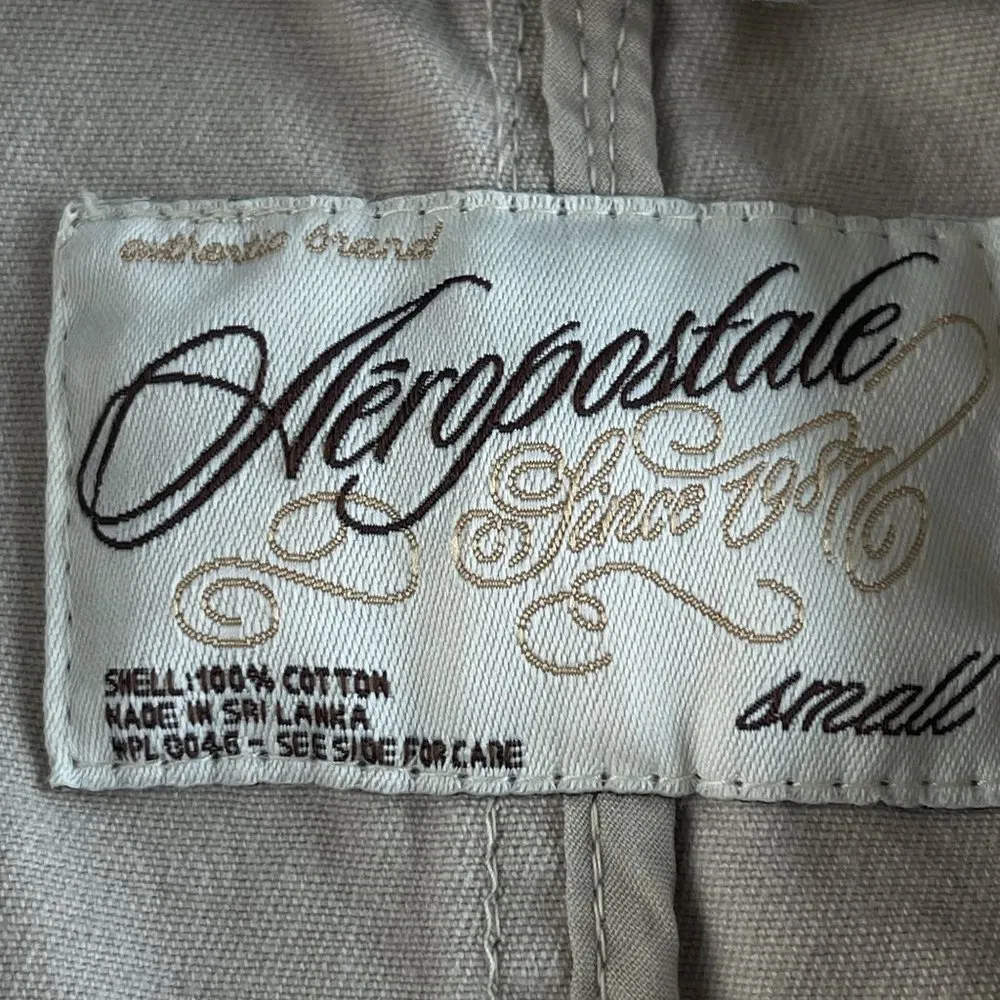 authentic brand
Aéropostale
Since 1987
small
SHELL: 100% COTTON
MADE IN SRI LANKA
WPL 8046 - SEE SIDE FOR CARE